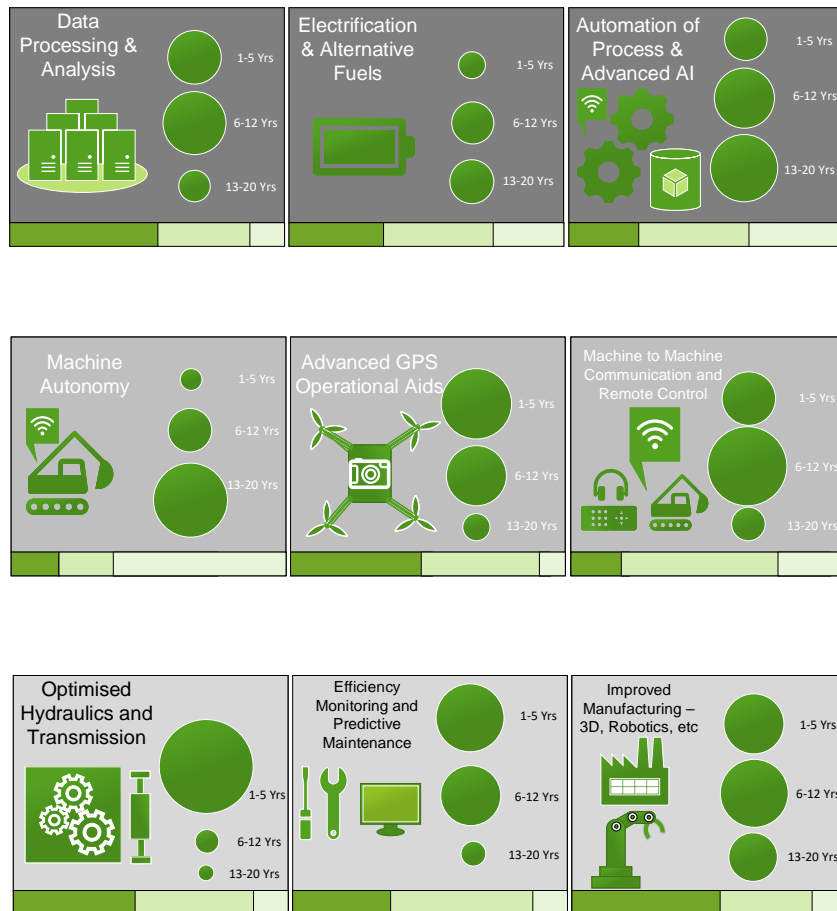 Data
Processing &
Analysis
1-5 Yrs
6-12 Yrs
13-20 Yrs
Electrification
& Alternative
Fuels
1-5 Yrs
6-12 Yrs
13-20 Yrs
Automation of
Process &
Advanced AI
1-5 Yrs
6-12 Yrs
13-20 Yrs
Machine
Autonomy
1-5 Yrs
6-12 Yrs
13-20 Yrs
Advanced GPS
Operational Aids
1-5 Yrs
6-12 Yrs
13-20 Yrs
Machine to Machine
Communication and
Remote Control
1-5 Yrs
6-12 Yrs
13-20 Yrs
Optimised
Hydraulics and
Transmission
1-5 Yrs
6-12 Yrs
13-20 Yrs
Efficiency
Monitoring and
Predictive
Maintenance
1-5 Yrs
6-12 Yrs
13-20 Yrs
Improved
Manufacturing –
3D, Robotics, etc
1-5 Yrs
6-12 Yrs
13-20 Yrs